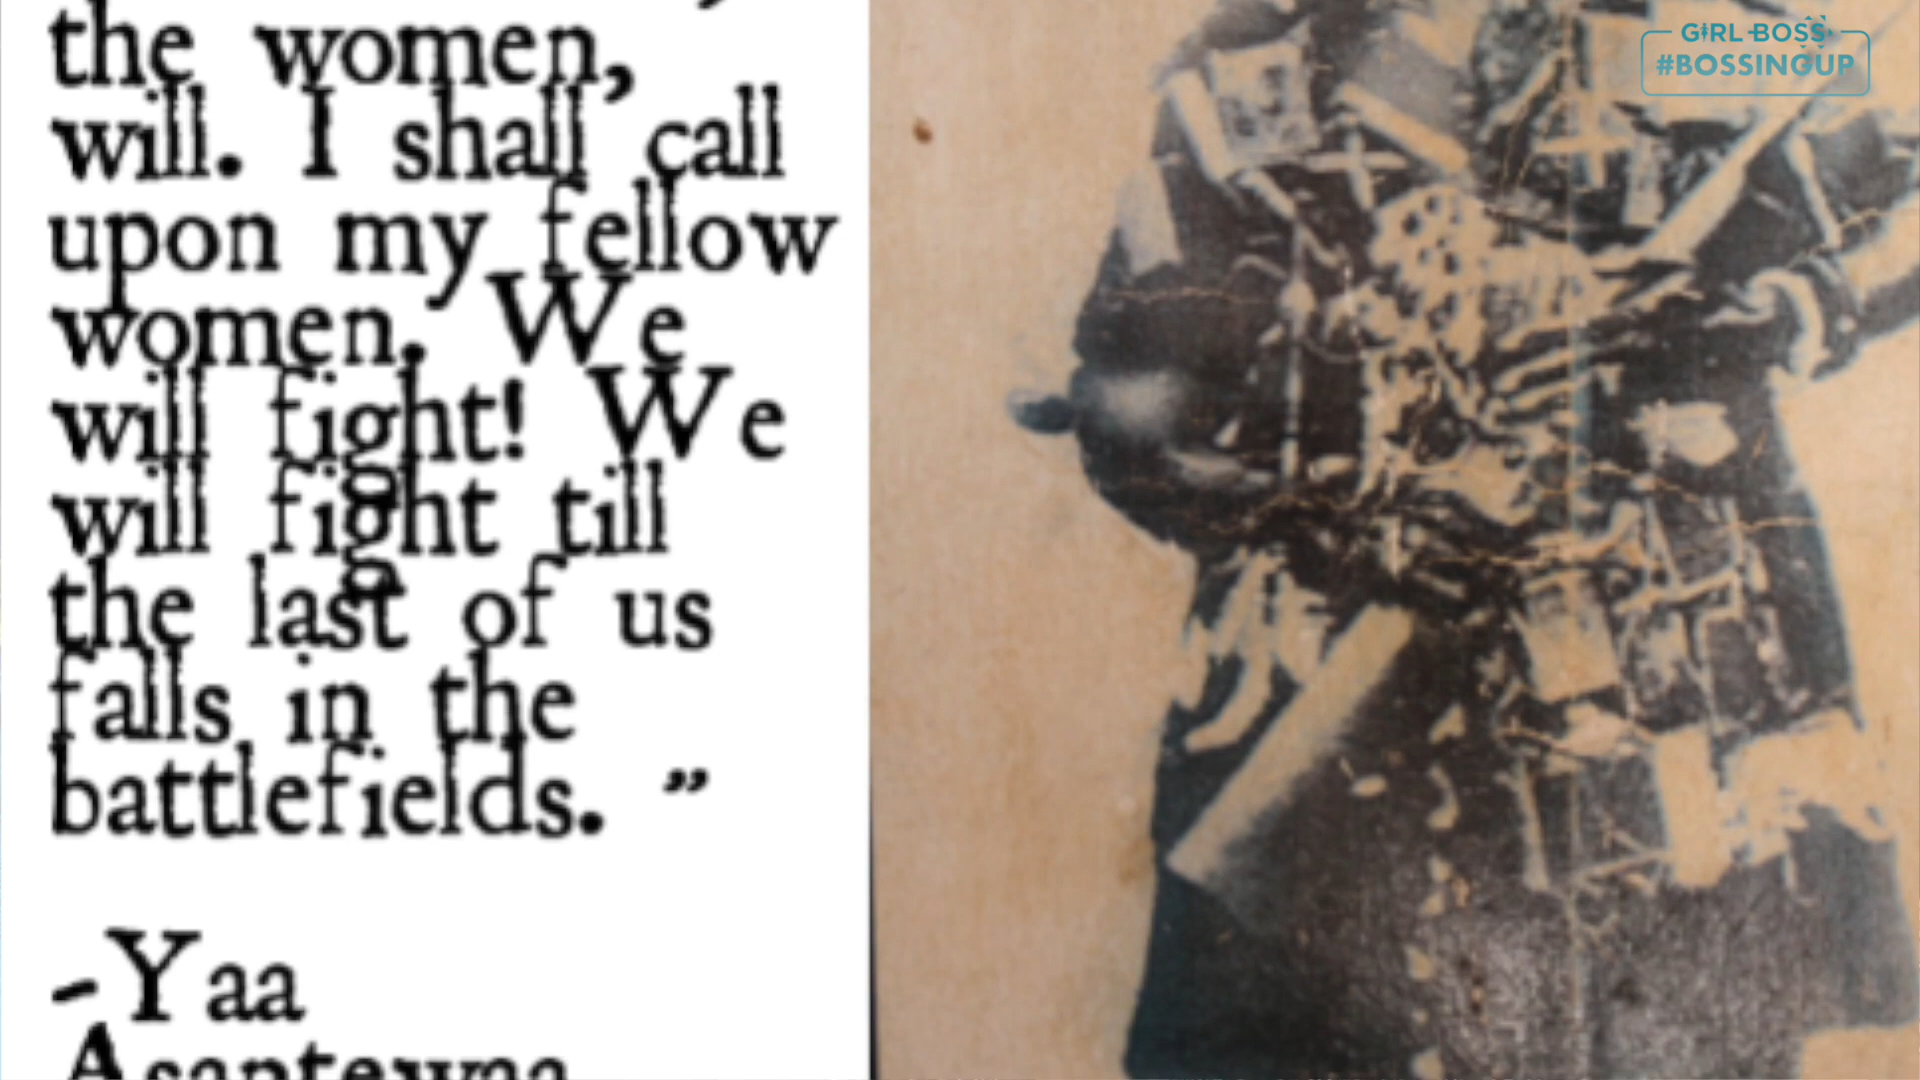 the women,
will. I shall call
upon my fellow
women. We
will fight! We
will fight till
the last of us
falls in the
battlefields. ”
-Yaa
Asantewaa
GiRL BOSS
#BOSSINGUP